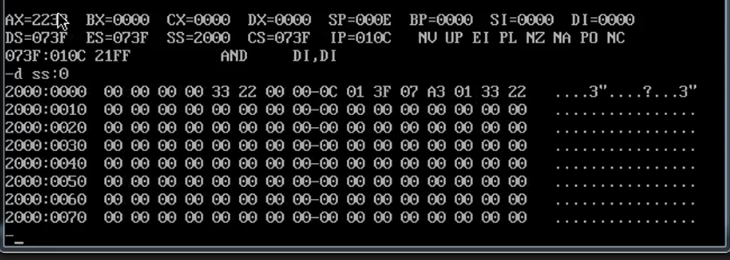 AX=2233  BX=0000  CX=0000  DX=0000  SP=000E  BP=0000  SI=0000  DI=0000
DS=073F  ES=073F  SS=2000  CS=073F  IP=010C   NV UP EI PL NZ NA PO NC
073F:010C 21FF          AND     DI,DI
-d ss:0
2000:0000  00 00 00 00 33 22 00 00-0C 01 3F 07 A3 01 33 22   ....3"....?...3"
2000:0010  00 00 00 00 00 00 00 00-00 00 00 00 00 00 00 00   ................
2000:0020  00 00 00 00 00 00 00 00-00 00 00 00 00 00 00 00   ................
2000:0030  00 00 00 00 00 00 00 00-00 00 00 00 00 00 00 00   ................
2000:0040  00 00 00 00 00 00 00 00-00 00 00 00 00 00 00 00   ................
2000:0050  00 00 00 00 00 00 00 00-00 00 00 00 00 00 00 00   ................
2000:0060  00 00 00 00 00 00 00 00-00 00 00 00 00 00 00 00   ................
2000:0070  00 00 00 00 00 00 00 00-00 00 00 00 00 00 00 00   ................
-_